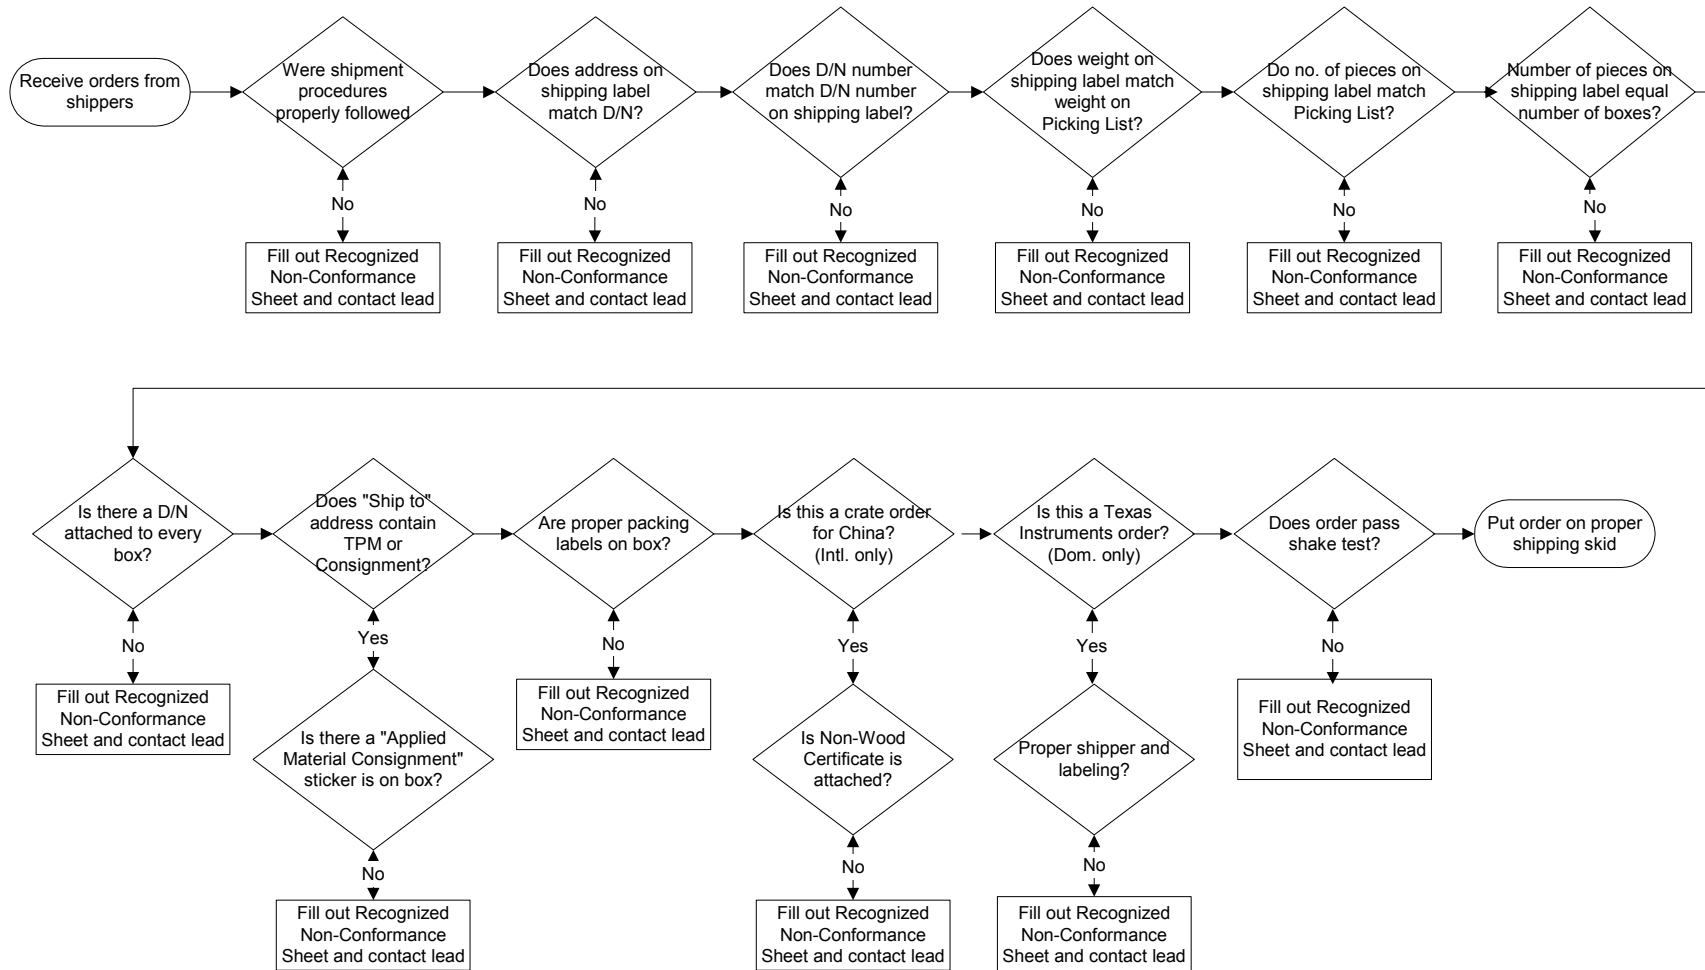 Receive orders from
shippers
Were shipment
procedures
properly followed
Does address on
shipping label
match D/N?
Does D/N number
match D/N number
on shipping label?
Does weight on
shipping label match
weight on
Picking List?
Do no. of pieces on
shipping label match
Picking List?
Number of pieces on
shipping label equal
number of boxes?
No
No
No
No
No
No
Fill out Recognized
Non-Conformance
Sheet and contact lead
Fill out Recognized
Non-Conformance
Sheet and contact lead
Fill out Recognized
Non-Conformance
Sheet and contact lead
Fill out Recognized
Non-Conformance
Sheet and contact lead
Fill out Recognized
Non-Conformance
Sheet and contact lead
Fill out Recognized
Non-Conformance
Sheet and contact lead
Is there a D/N
attached to every
box?
Does "Ship to"
address contain
TPM or
Consignment?
Are proper packing
labels on box?
Is this a crate order
for China?
(Intl. only)
Is this a Texas
Instruments order?
(Dom. only)
Does order pass
shake test?
Put order on proper
shipping skid
No
Yes
No
Yes
Yes
No
Fill out Recognized
Non-Conformance
Sheet and contact lead
Is there a "Applied
Material Consignment"
sticker is on box?
Fill out Recognized
Non-Conformance
Sheet and contact lead
Is Non-Wood
Certificate is
attached?
Proper shipper and
labeling?
Fill out Recognized
Non-Conformance
Sheet and contact lead
No
No
No
Fill out Recognized
Non-Conformance
Sheet and contact lead
Fill out Recognized
Non-Conformance
Sheet and contact lead
Fill out Recognized
Non-Conformance
Sheet and contact lead